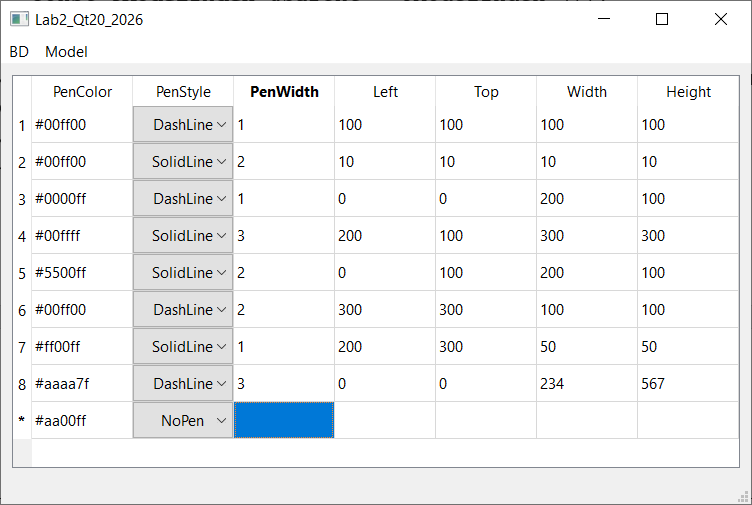 Lab2_Qt20_2026
BD Model
PenColor PenStyle PenWidth Left Top Width Height
1 #00ff00 DashLine 1 100 100 100 100
2 #00ff00 SolidLine 2 10 10 10 10
3 #0000ff DashLine 1 0 0 200 100
4 #00ffff SolidLine 3 200 100 300 300
5 #5500ff SolidLine 2 0 100 200 100
6 #00ff00 DashLine 2 300 300 100 100
7 #ff00ff SolidLine 1 200 300 50 50
8 #aaaa7f DashLine 3 0 0 234 567
* #aa00ff NoPen